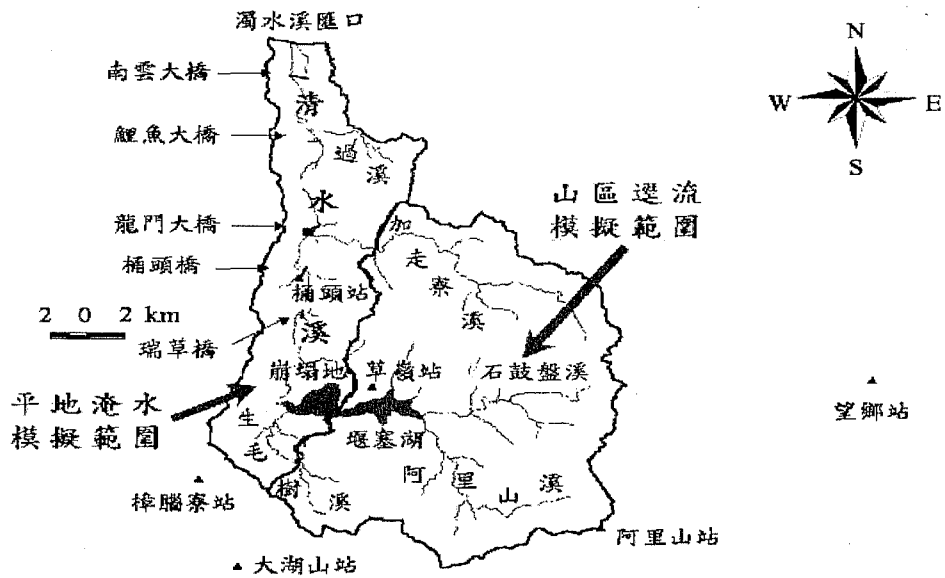 濁水溪匯口
南雲大橋
鯉魚大橋
龍門大橋
桶頭橋
2 0 2 km
瑞草橋
平地淹水
模擬範圍
樟腦寮站
大湖山站
清水溪
過溪
桶頭站
崩塌地
生毛樹溪
加走寮溪
草嶺站
堰塞湖
石鼓盤溪
阿里山溪
山區逕流
模擬範圍
望鄉站
阿里山站
N
W
E
S